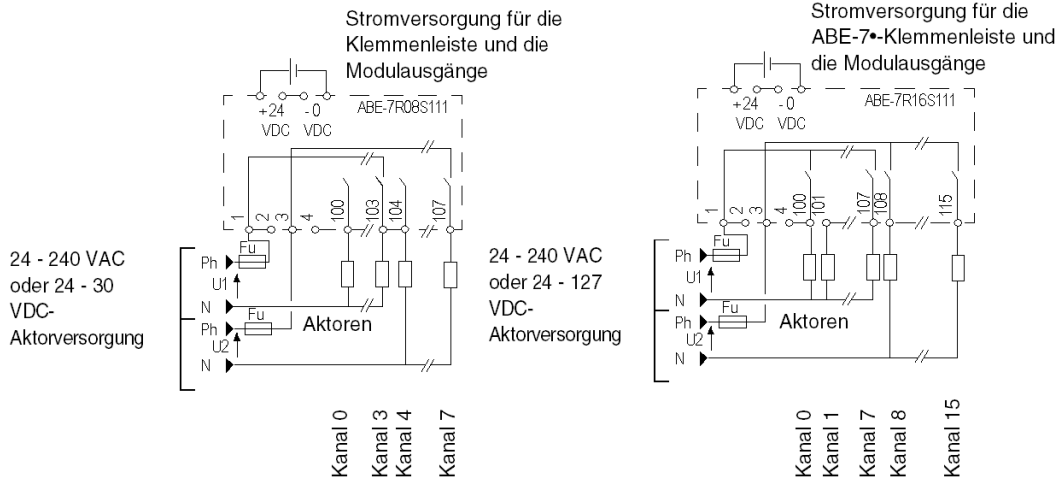 Stromversorgung für die
Klemmenleiste und die
Modulausgänge
+24 -0
VDC VDC
ABE-7R08S111
1 2 3 4 100 103 104 107
24 - 240 VAC
oder 24 - 30
VDC-
Aktorversorgung
Ph Fu
U1
N
Ph Fu
U2
N
Aktoren
Kanal 0
Kanal 3
Kanal 4
Kanal 7
Stromversorgung für die
ABE-7•-Klemmenleiste und
die Modulausgänge
+24 -0
VDC VDC
ABE-7R16S111
1 2 3 4 100 101 107 108 115
24 - 240 VAC
oder 24 - 127
VDC-
Aktorversorgung
Ph Fu
U1
N
Ph Fu
U2
N
Aktoren
Kanal 0
Kanal 1
Kanal 7
Kanal 8
Kanal 15